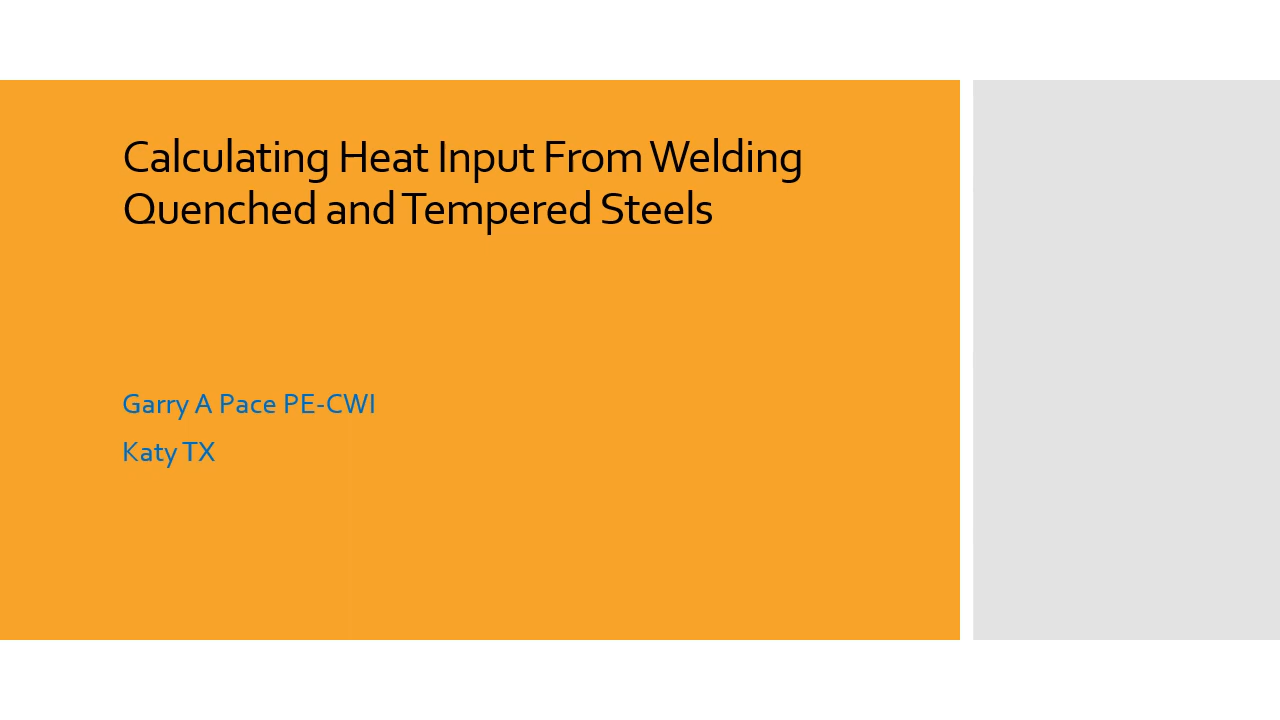 Calculating Heat Input From Welding
Quenched and Tempered Steels
Garry A Pace PE-CWI
Katy TX